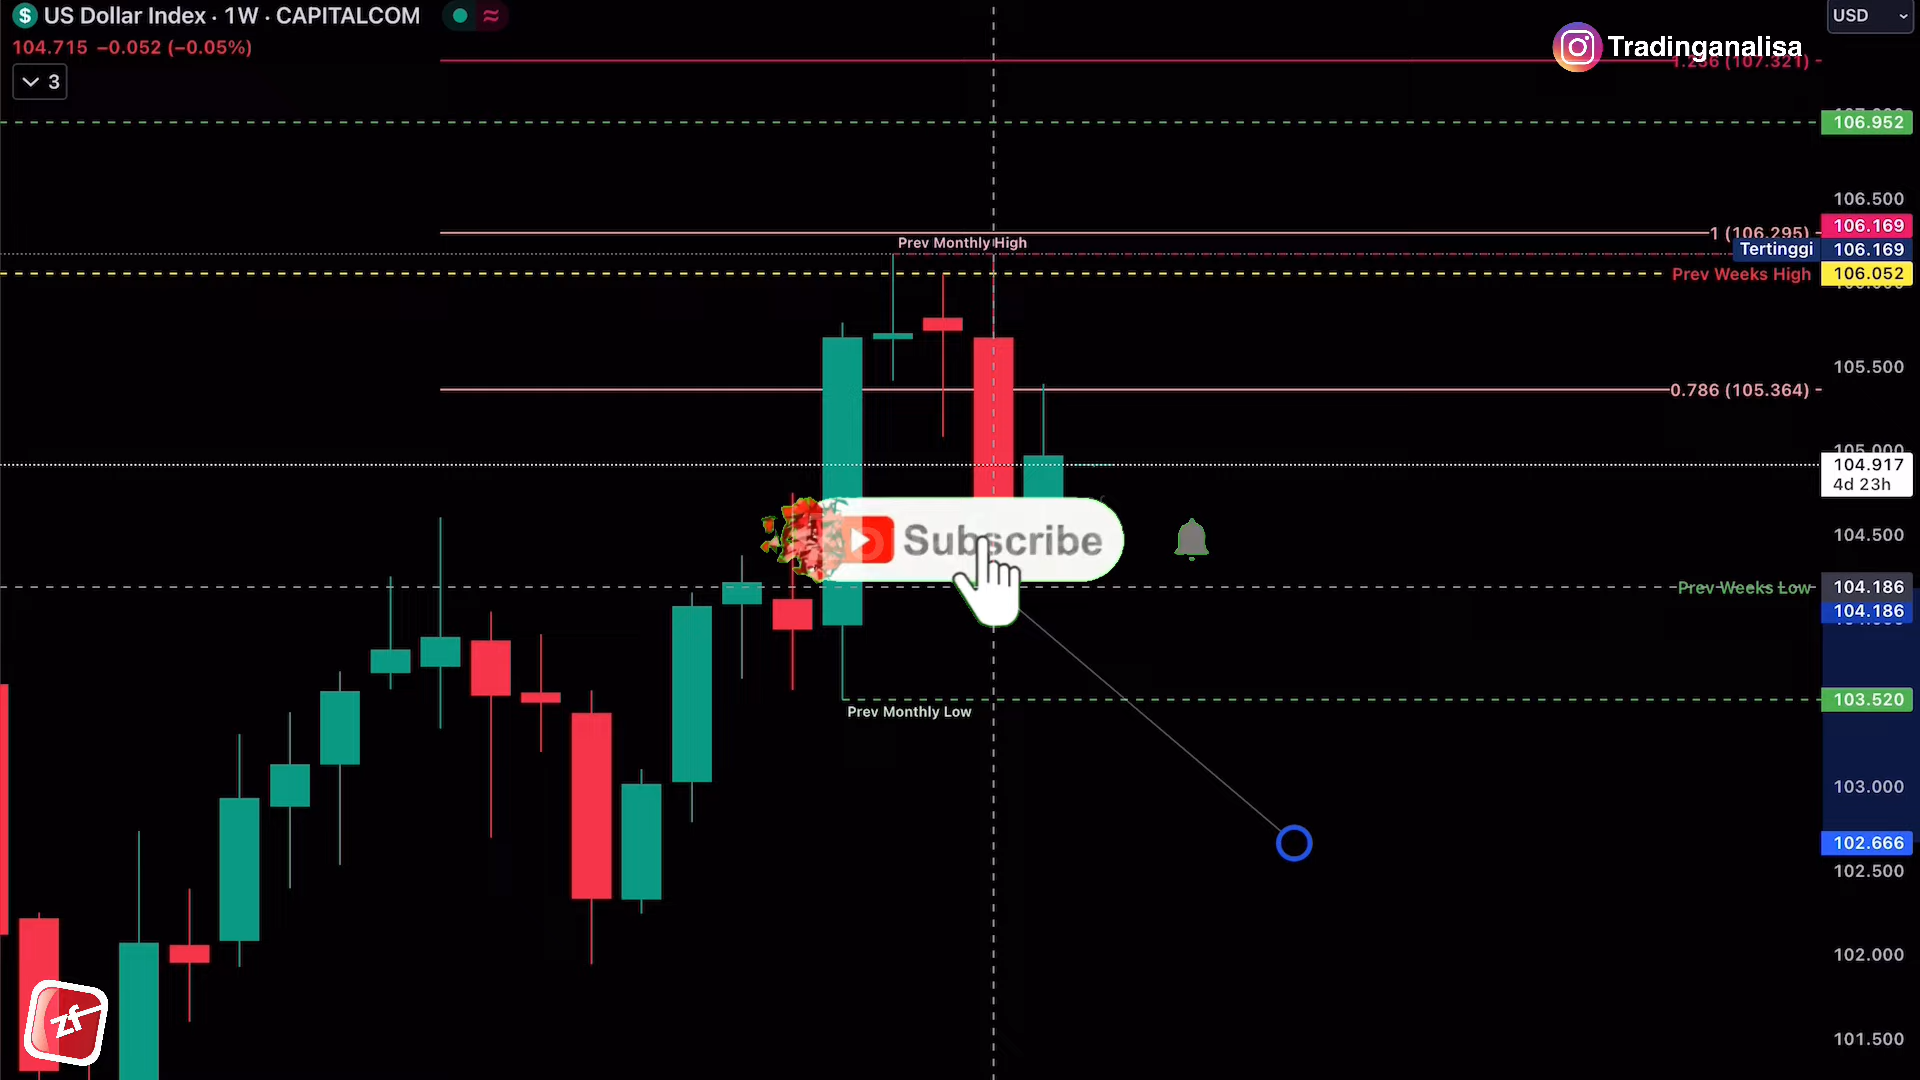 $ US Dollar Index · 1W · CAPITALCOM
104.715 −0.052 (−0.05%)
3
USD
Tradinganalisa
1.236 (107.321)
106.952
106.500
1 (106.295)
106.169
Prev Monthly High
Tertinggi
106.169
Prev Weeks High
106.052
105.500
0.786 (105.364)
105.000
104.917
4d 23h
Subscribe
104.500
Prev Weeks Low
104.186
104.186
103.520
Prev Monthly Low
103.000
102.666
102.500
102.000
zf
101.500